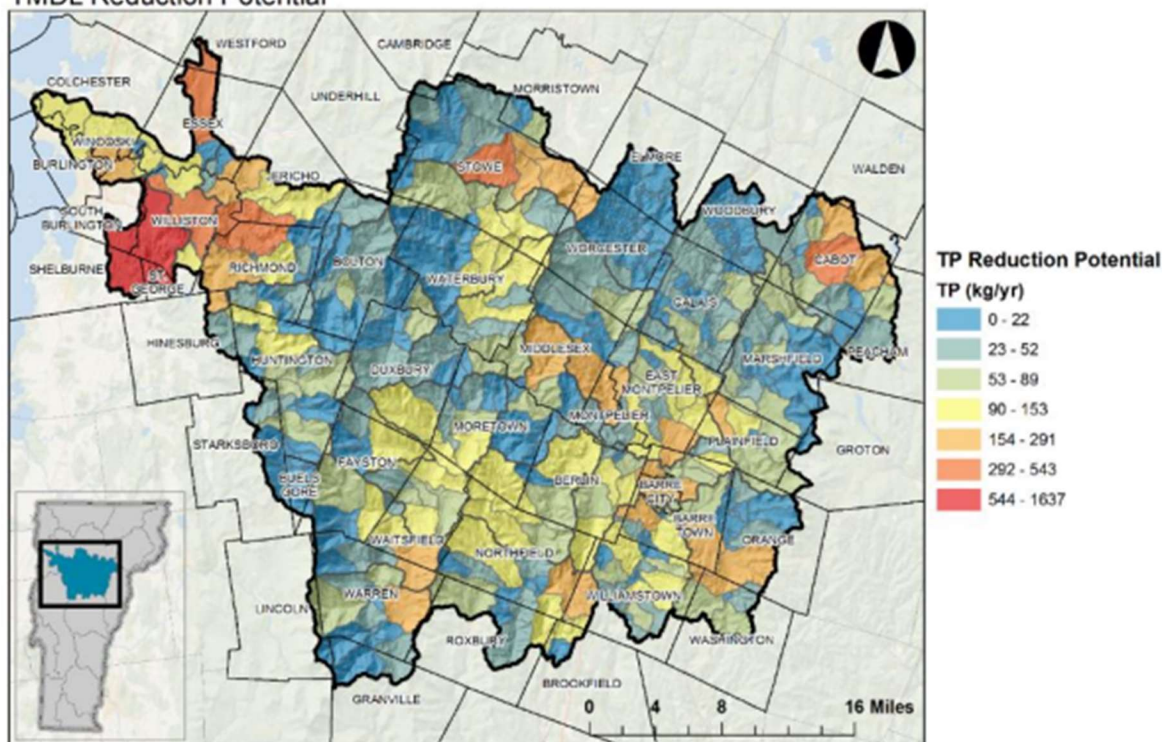 TMDL Reduction Potential
WESTFORD
CAMBRIDGE
COLCHESTER
UNDERHILL
MORRISTOWN
ESSEX
WINOOSKI
BURLINGTON
STOWE
ELMORE
WALDEN
JERICHO
SOUTH
BURLINGTON
WILLISTON
WOODBURY
WORCESTER
SHELBURNE
ST.
GEORGE
RICHMOND
BOLTON
WATERBURY
CABOT
CALAIS
HINESBURG
HUNTINGTON
DUXBURY
MIDDLESEX
MARSHFIELD
PEACHAM
EAST
MONTPELIER
MONTPELIER
MORETOWN
PLAINFIELD
STARKSBORO
FAYSTON
GROTON
BUELS
GORE
BERLIN
BARRE
CITY
BARRE
TOWN
WAITSFIELD
NORTHFIELD
ORANGE
LINCOLN
WARREN
WILLIAMSTOWN
ROXBURY
WASHINGTON
BROOKFIELD
GRANVILLE
0 4 8 16 Miles
TP Reduction Potential
TP (kg/yr)
0 - 22
23 - 52
53 - 89
90 - 153
154 - 291
292 - 543
544 - 1637